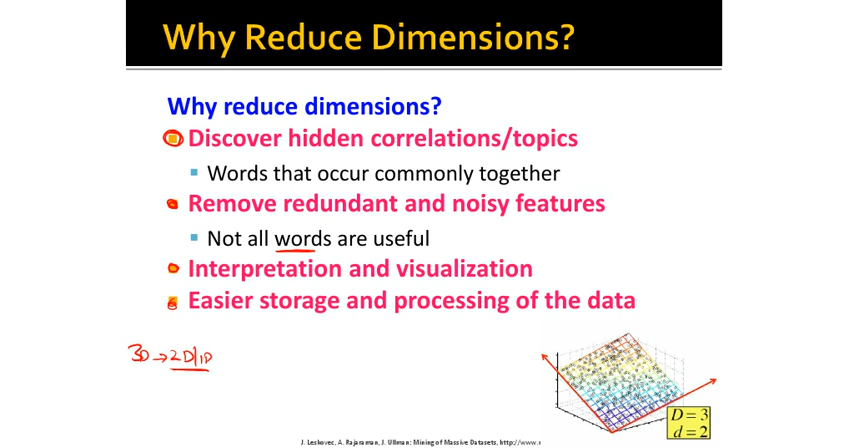 Why Reduce Dimensions?
Why reduce dimensions?
Discover hidden correlations/topics
Words that occur commonly together
Remove redundant and noisy features
Not all words are useful
Interpretation and visualization
Easier storage and processing of the data
3D → 2D/1D
D = 3
d = 2
J. Leskovec, A. Rajaraman, J. Ullman: Mining of Massive Datasets, http://www.